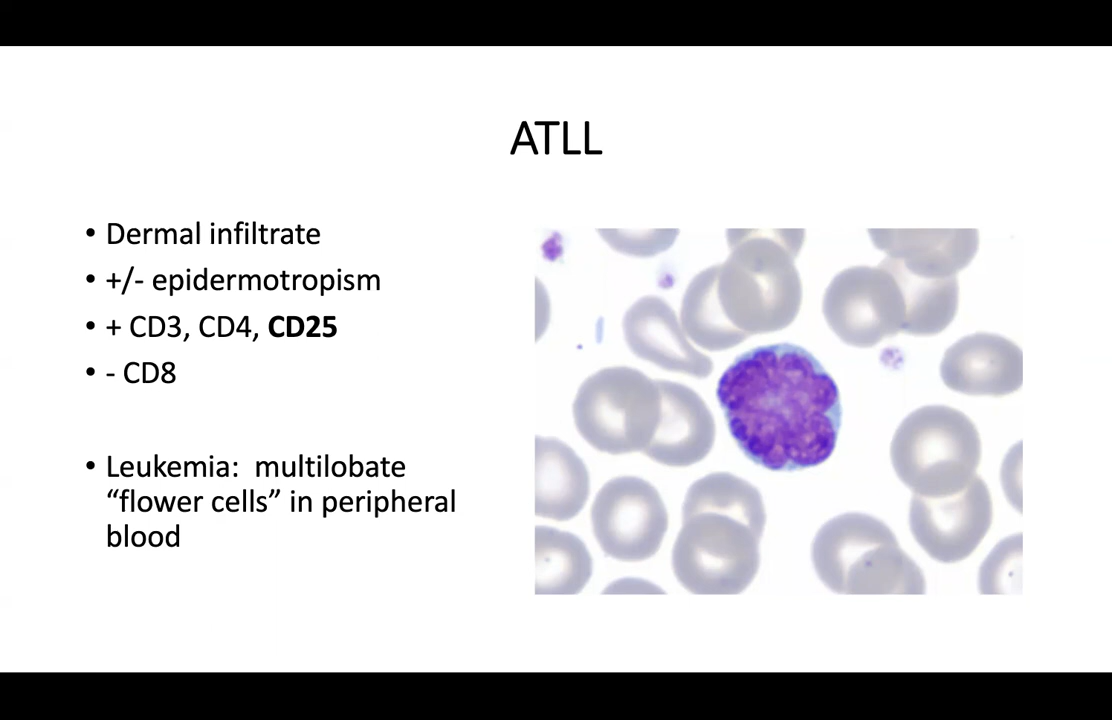 ATLL
• Dermal infiltrate
• +/- epidermotropism
• + CD3, CD4, CD25
• - CD8
• Leukemia:  multilobate
“flower cells” in peripheral
blood